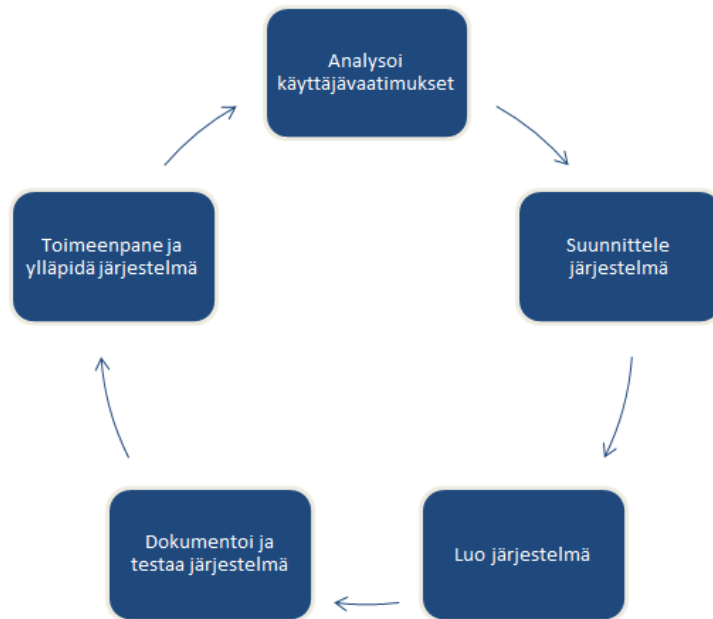 Analysoi
käyttäjävaatimukset
Suunnittele
järjestelmä
Luo järjestelmä
Dokumentoi ja
testaa järjestelmä
Toimeenpane ja
ylläpidä järjestelmä